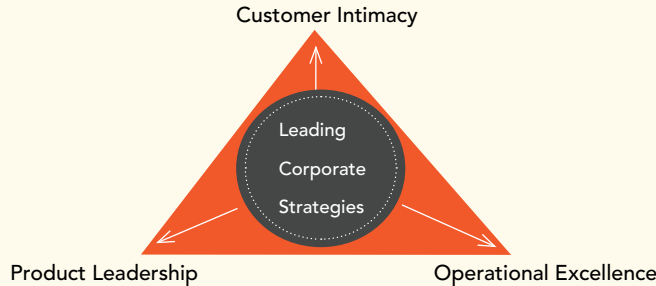 Customer Intimacy
Leading
Corporate
Strategies
Product Leadership
Operational Excellence